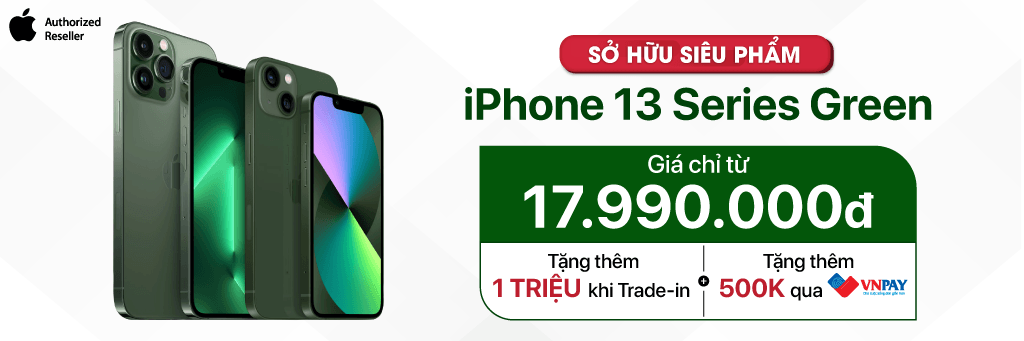 Authorized
Reseller
SỞ HỮU SIÊU PHẨM
iPhone 13 Series Green
Giá chỉ từ
17.990.000đ
Tặng thêm
1 TRIỆU khi Trade-in
+
Tặng thêm
500K qua VNPAY